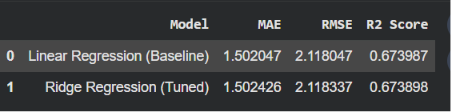 Model MAE RMSE R2 Score
0 Linear Regression (Baseline) 1.502047 2.118047 0.673987
1 Ridge Regression (Tuned) 1.502426 2.118337 0.673898